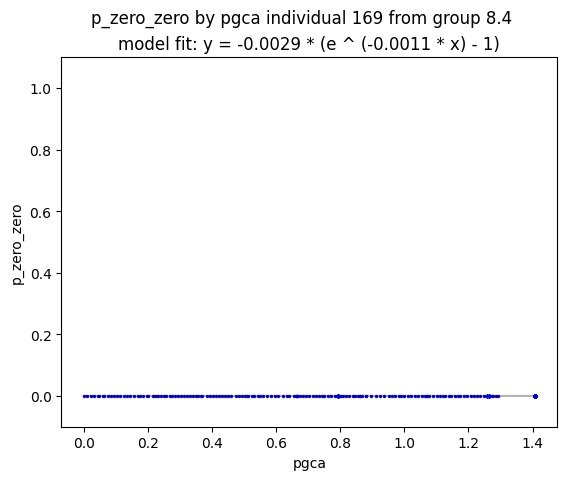 p_zero_zero by pgca individual 169 from group 8.4
model fit: y = -0.0029 * (e ^ (-0.0011 * x) - 1)
1.0
0.8
0.6
0.4
0.2
0.0
p_zero_zero
0.0 0.2 0.4 0.6 0.8 1.0 1.2 1.4
pgca